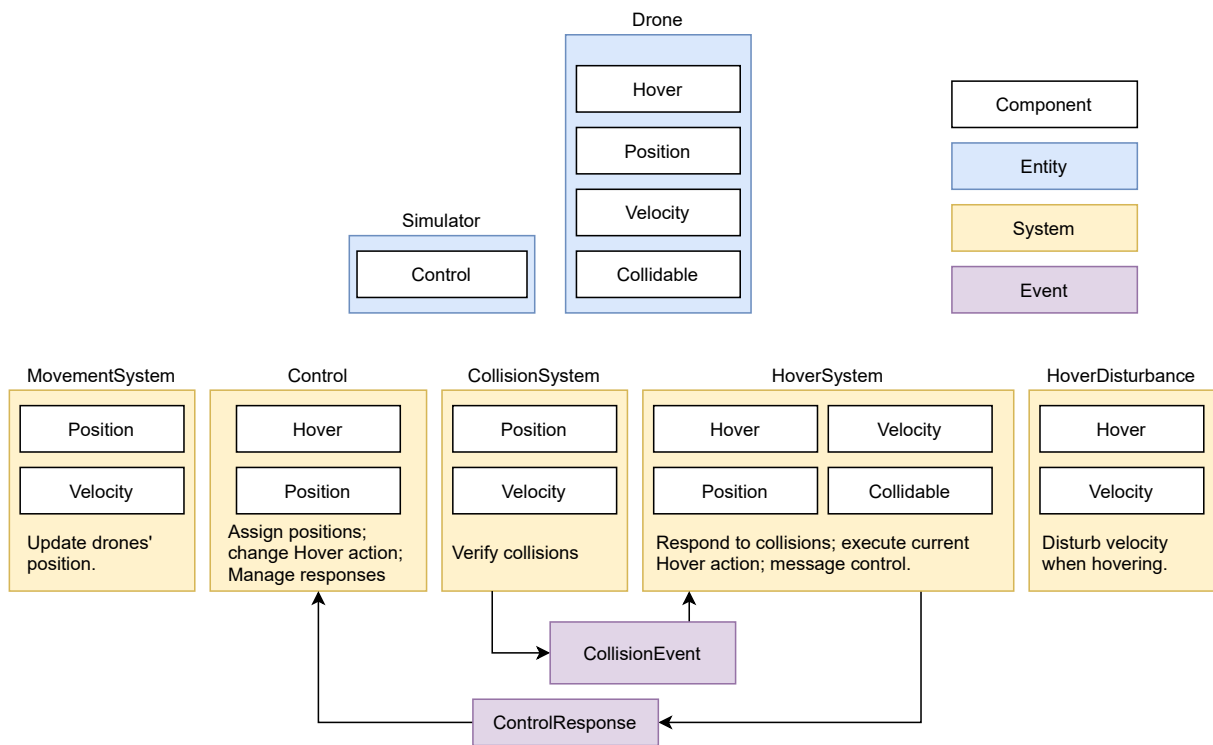 Drone
Hover
Position
Velocity
Collidable
Simulator
Control
Component
Entity
System
Event
MovementSystem
Position
Velocity
Update drones'
position.
Control
Hover
Position
Assign positions;
change Hover action;
Manage responses
CollisionSystem
Position
Velocity
Verify collisions
HoverSystem
Hover
Velocity
Position
Collidable
Respond to collisions; execute current
Hover action; message control.
HoverDisturbance
Hover
Velocity
Disturb velocity
when hovering.
CollisionEvent
ControlResponse